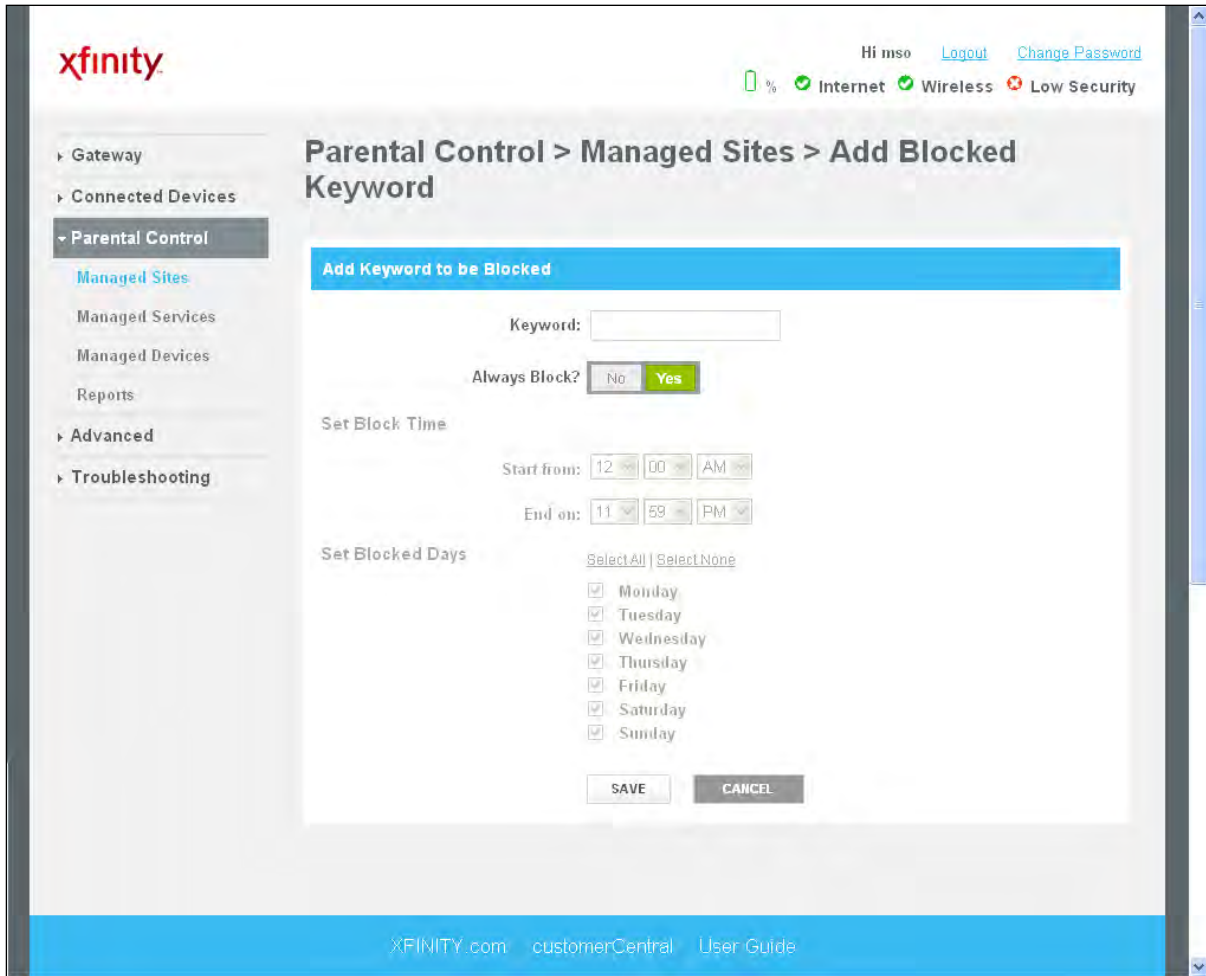 xfinity
Hi mso Logout Change Password
% Internet Wireless Low Security
Gateway
Connected Devices
Parental Control
Managed Sites
Managed Services
Managed Devices
Reports
Advanced
Troubleshooting
Parental Control > Managed Sites > Add Blocked
Keyword
Add Keyword to be Blocked
Keyword:
Always Block? No Yes
Set Block Time
Start from: 12 00 AM
End on: 11 59 PM
Set Blocked Days
Select All | Select None
Monday
Tuesday
Wednesday
Thursday
Friday
Saturday
Sunday
SAVE CANCEL
XFINITY.com customerCentral User Guide